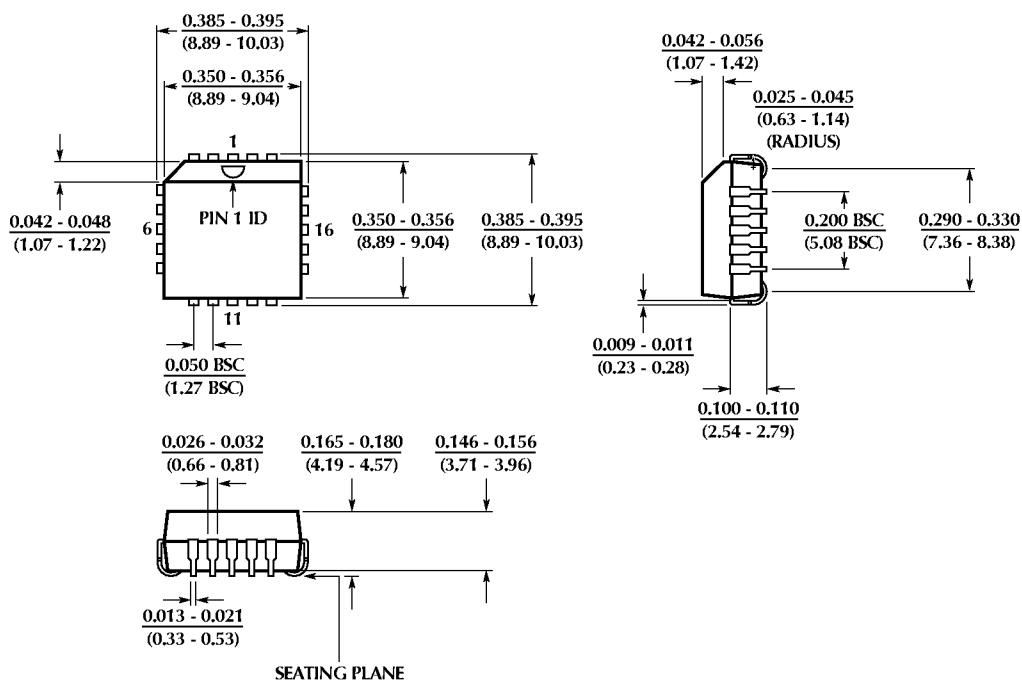 0.385 - 0.395
(8.89 - 10.03)
0.350 - 0.356
(8.89 - 9.04)
1
0.042 - 0.048
(1.07 - 1.22)
6
PIN 1 ID
16
0.350 - 0.356
(8.89 - 9.04)
0.385 - 0.395
(8.89 - 10.03)
11
0.050 BSC
(1.27 BSC)
0.042 - 0.056
(1.07 - 1.42)
0.025 - 0.045
(0.63 - 1.14)
(RADIUS)
0.200 BSC
(5.08 BSC)
0.290 - 0.330
(7.36 - 8.38)
0.009 - 0.011
(0.23 - 0.28)
0.100 - 0.110
(2.54 - 2.79)
0.026 - 0.032
(0.66 - 0.81)
0.165 - 0.180
(4.19 - 4.57)
0.146 - 0.156
(3.71 - 3.96)
0.013 - 0.021
(0.33 - 0.53)
SEATING PLANE